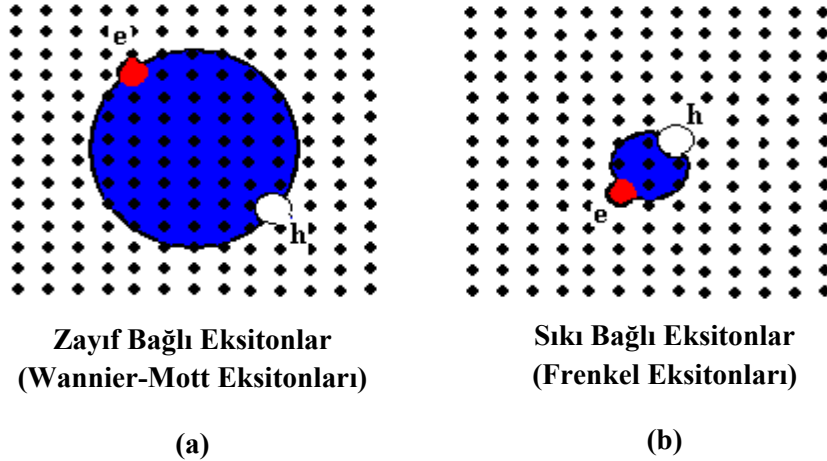 e
h
Zayıf Bağlı Eksitonlar
(Wannier-Mott Eksitonları)
(a)
h
e
Sıkı Bağlı Eksitonlar
(Frenkel Eksitonları)
(b)